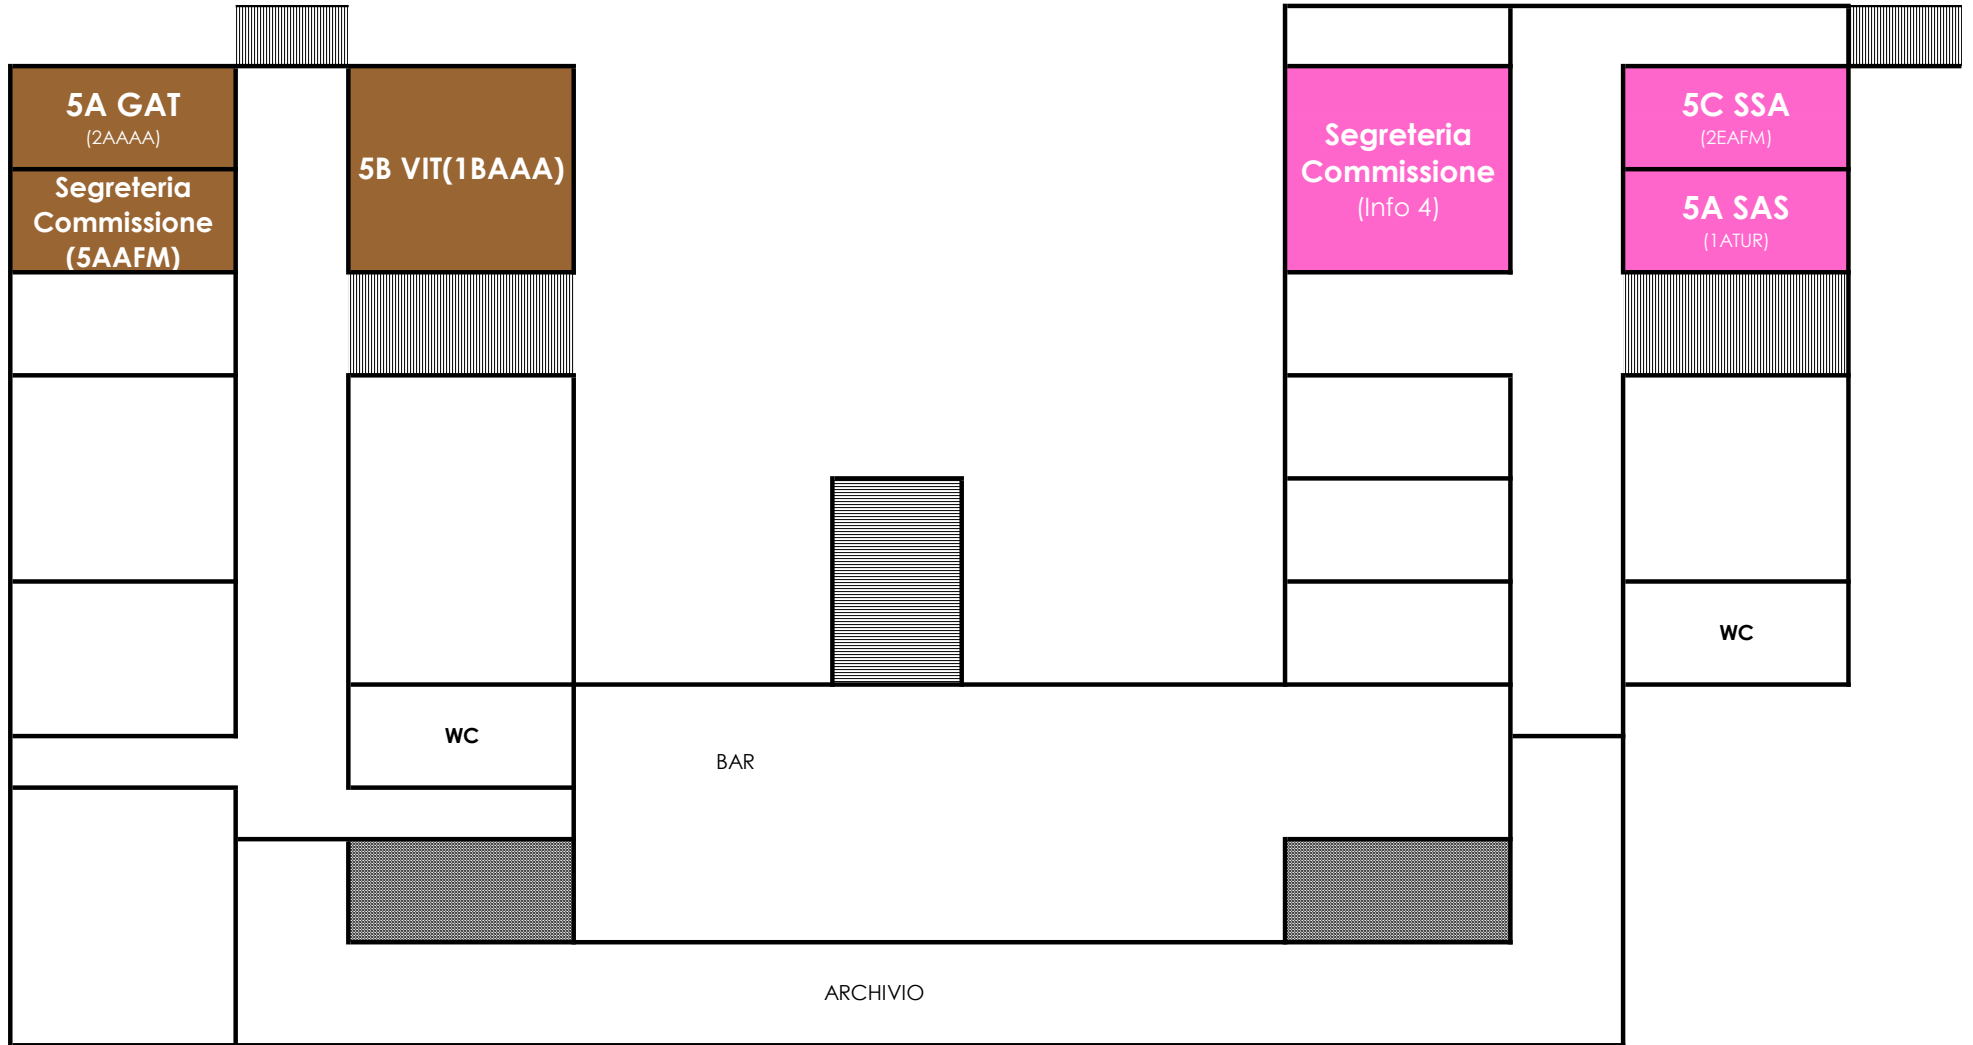 5A GAT
(2AAAA)
Segreteria
Commissione
(5AAFM)
5B VIT(1BAAA)
Segreteria
Commissione
(Info 4)
5C SSA
(2EAFM)
5A SAS
(1ATUR)
WC
WC
BAR
ARCHIVIO